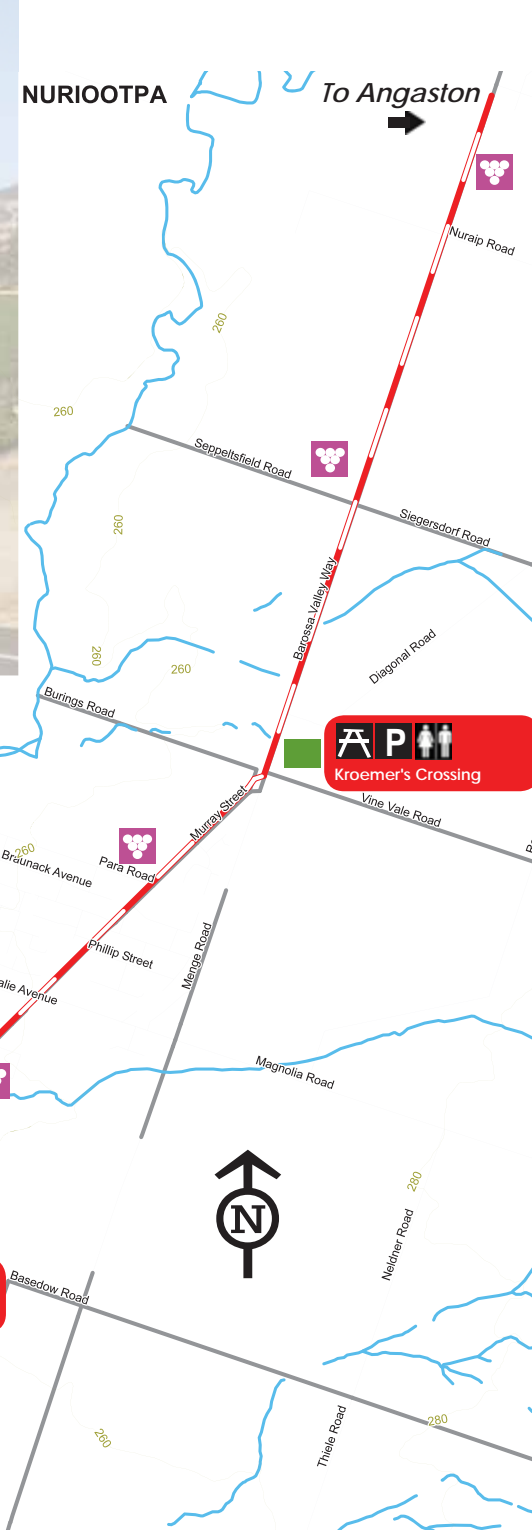 NURIOOTPA
To Angaston
Nuraip Road
260
260
Seppeltsfield Road
Siegersdorf Road
260
Barossa Valley Way
Diagonal Road
260
260
Burings Road
P
Kroemer's Crossing
Vine Vale Road
Murray Street
260
Braunack Avenue
Para Road
Phillip Street
Menge Road
Avenue
Magnolia Road
280
N
Neldner Road
Basedow Road
Thiele Road
280
260